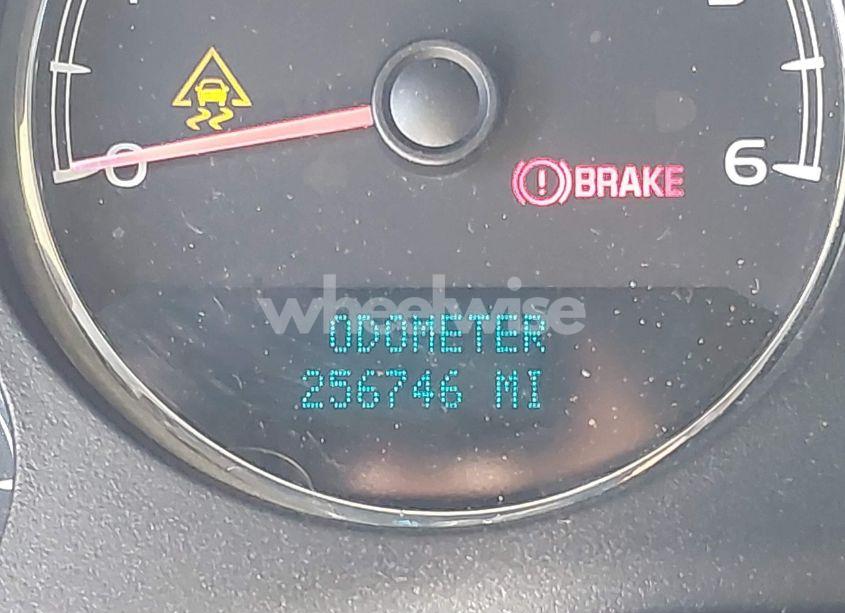 0
BRAKE
6
wheelwise
ODOMETER
256746 MI